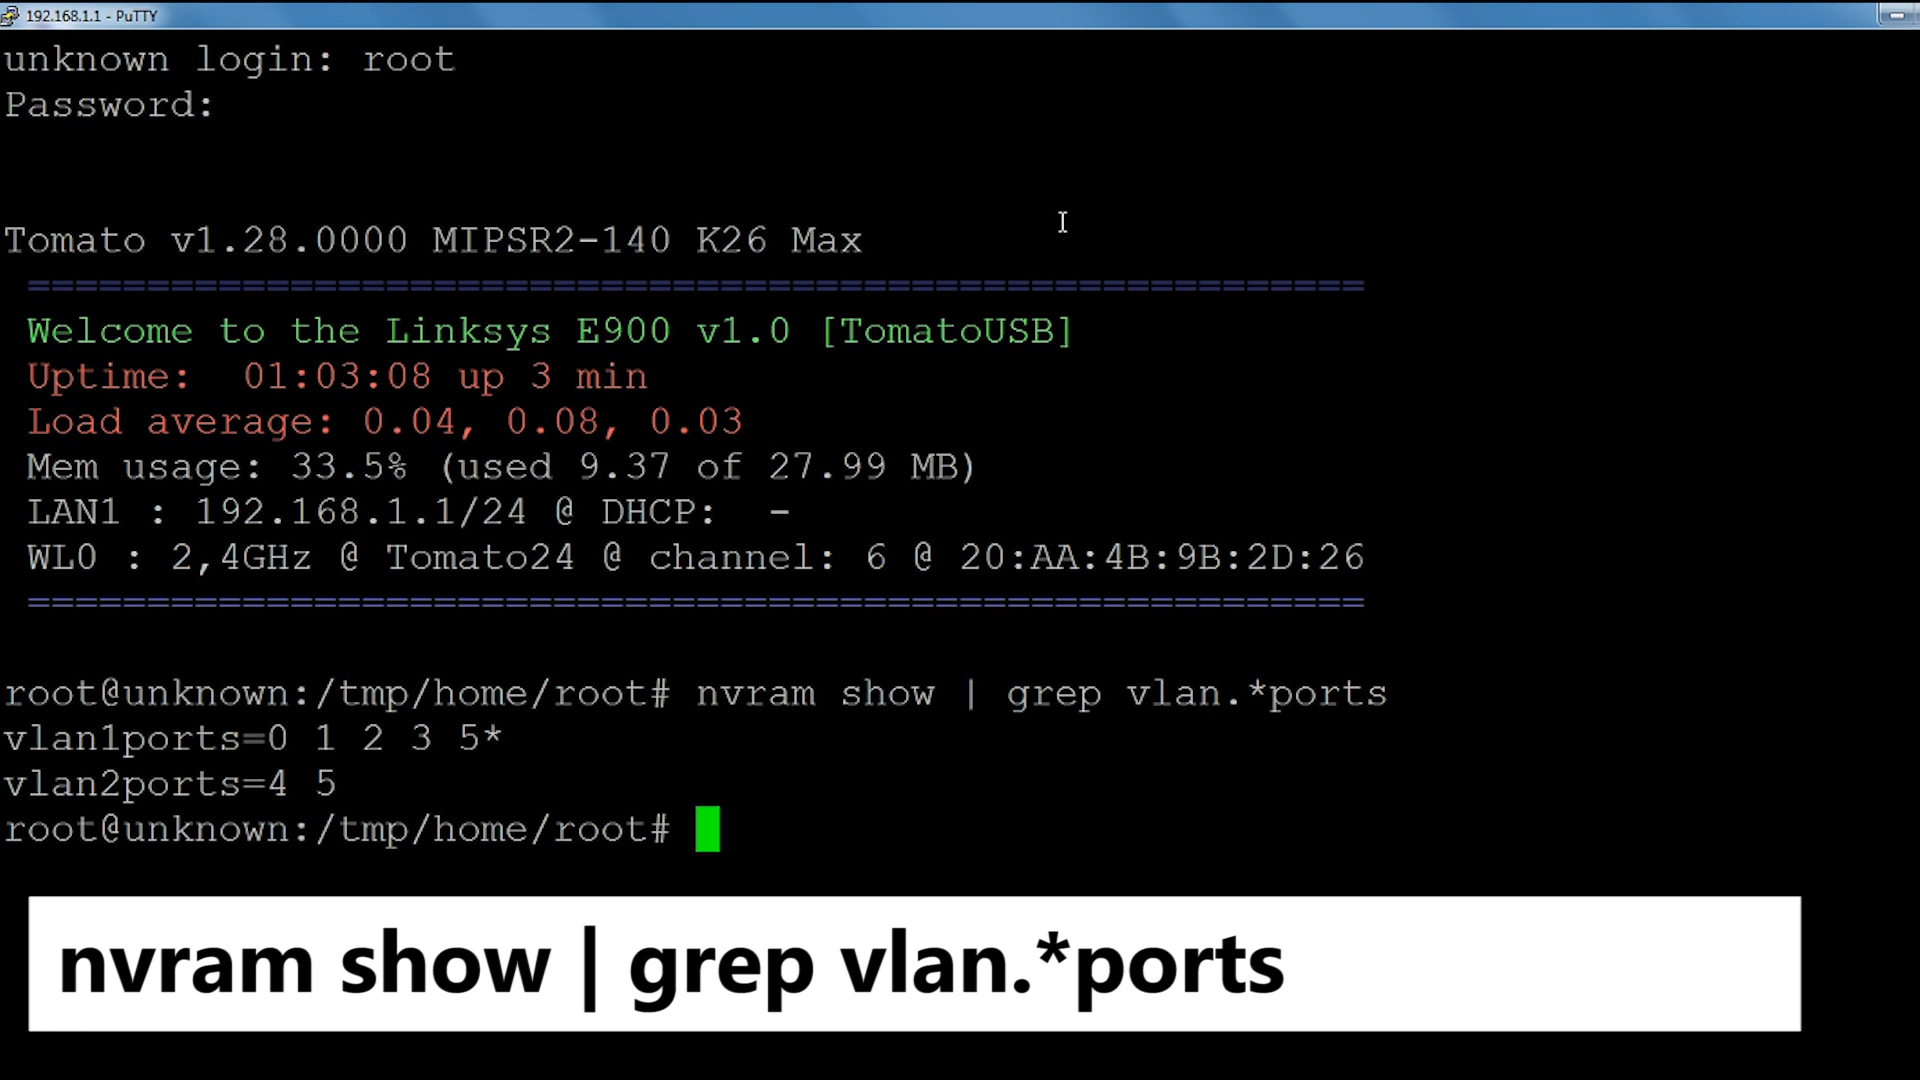 192.168.1.1 - PuTTY
unknown login: root
Password:
Tomato v1.28.0000 MIPSR2-140 K26 Max
========================================================
Welcome to the Linksys E900 v1.0 [TomatoUSB]
Uptime:  01:03:08 up 3 min
Load average: 0.04, 0.08, 0.03
Mem usage: 33.5% (used 9.37 of 27.99 MB)
LAN1 : 192.168.1.1/24 @ DHCP:  -
WL0 : 2,4GHz @ Tomato24 @ channel: 6 @ 20:AA:4B:9B:2D:26
========================================================
root@unknown:/tmp/home/root# nvram show | grep vlan.*ports
vlan1ports=0 1 2 3 5*
vlan2ports=4 5
root@unknown:/tmp/home/root#
nvram show | grep vlan.*ports